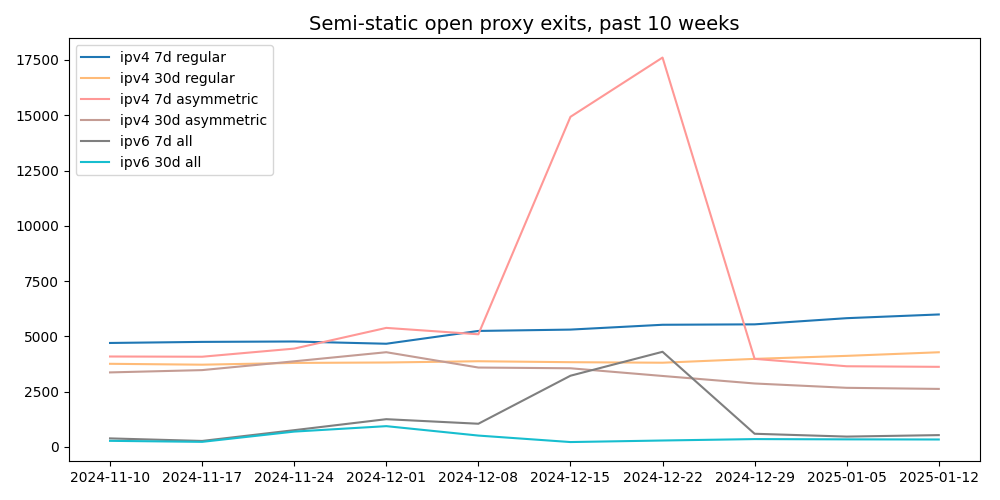 Semi-static open proxy exits, past 10 weeks
ipv4 7d regular
ipv4 30d regular
ipv4 7d asymmetric
ipv4 30d asymmetric
ipv6 7d all
ipv6 30d all
17500
15000
12500
10000
7500
5000
2500
0
2024-11-10 2024-11-17 2024-11-24 2024-12-01 2024-12-08 2024-12-15 2024-12-22 2024-12-29 2025-01-05 2025-01-12